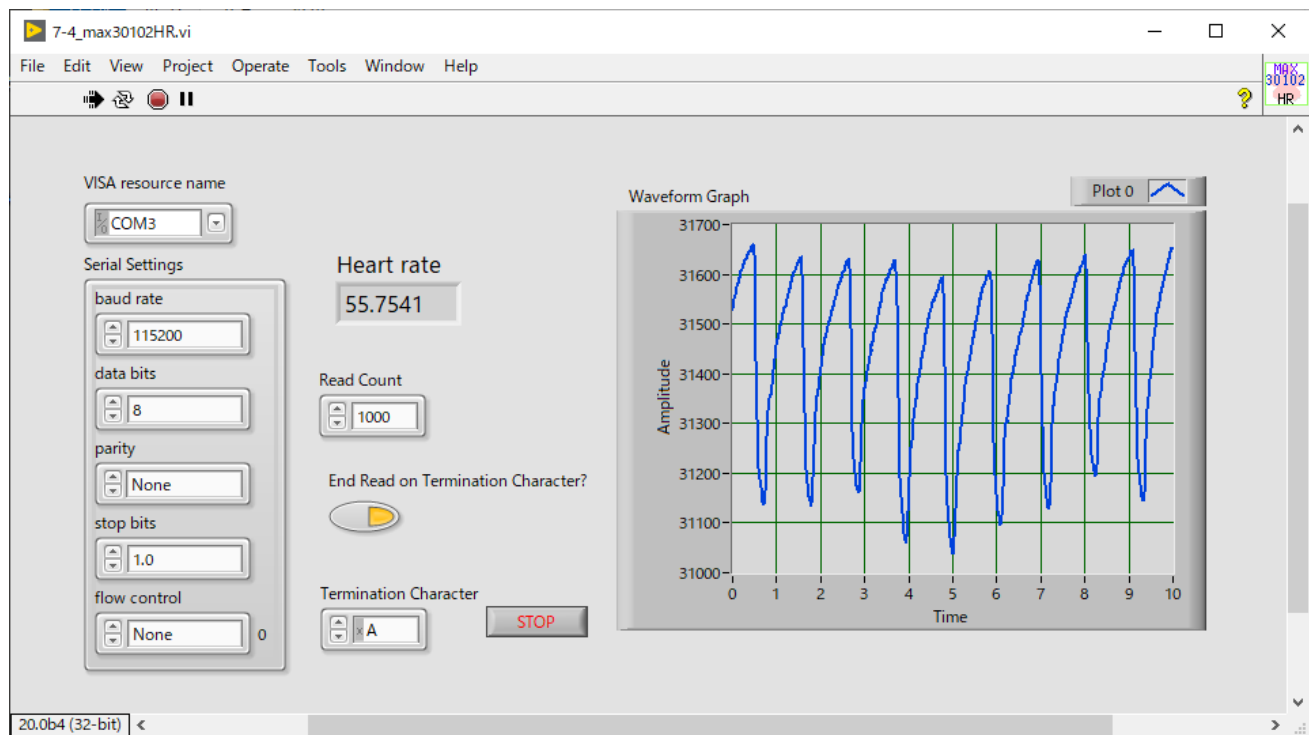 7-4_max30102HR.vi
File Edit View Project Operate Tools Window Help
MAX
30102
HR
VISA resource name
I/O COM3
Serial Settings
baud rate
115200
data bits
8
parity
None
stop bits
1.0
flow control
None 0
Heart rate
55.7541
Read Count
1000
End Read on Termination Character?
Termination Character
x A
STOP
Waveform Graph
Plot 0
Amplitude
31700
31600
31500
31400
31300
31200
31100
31000
0 1 2 3 4 5 6 7 8 9 10
Time
20.0b4 (32-bit)